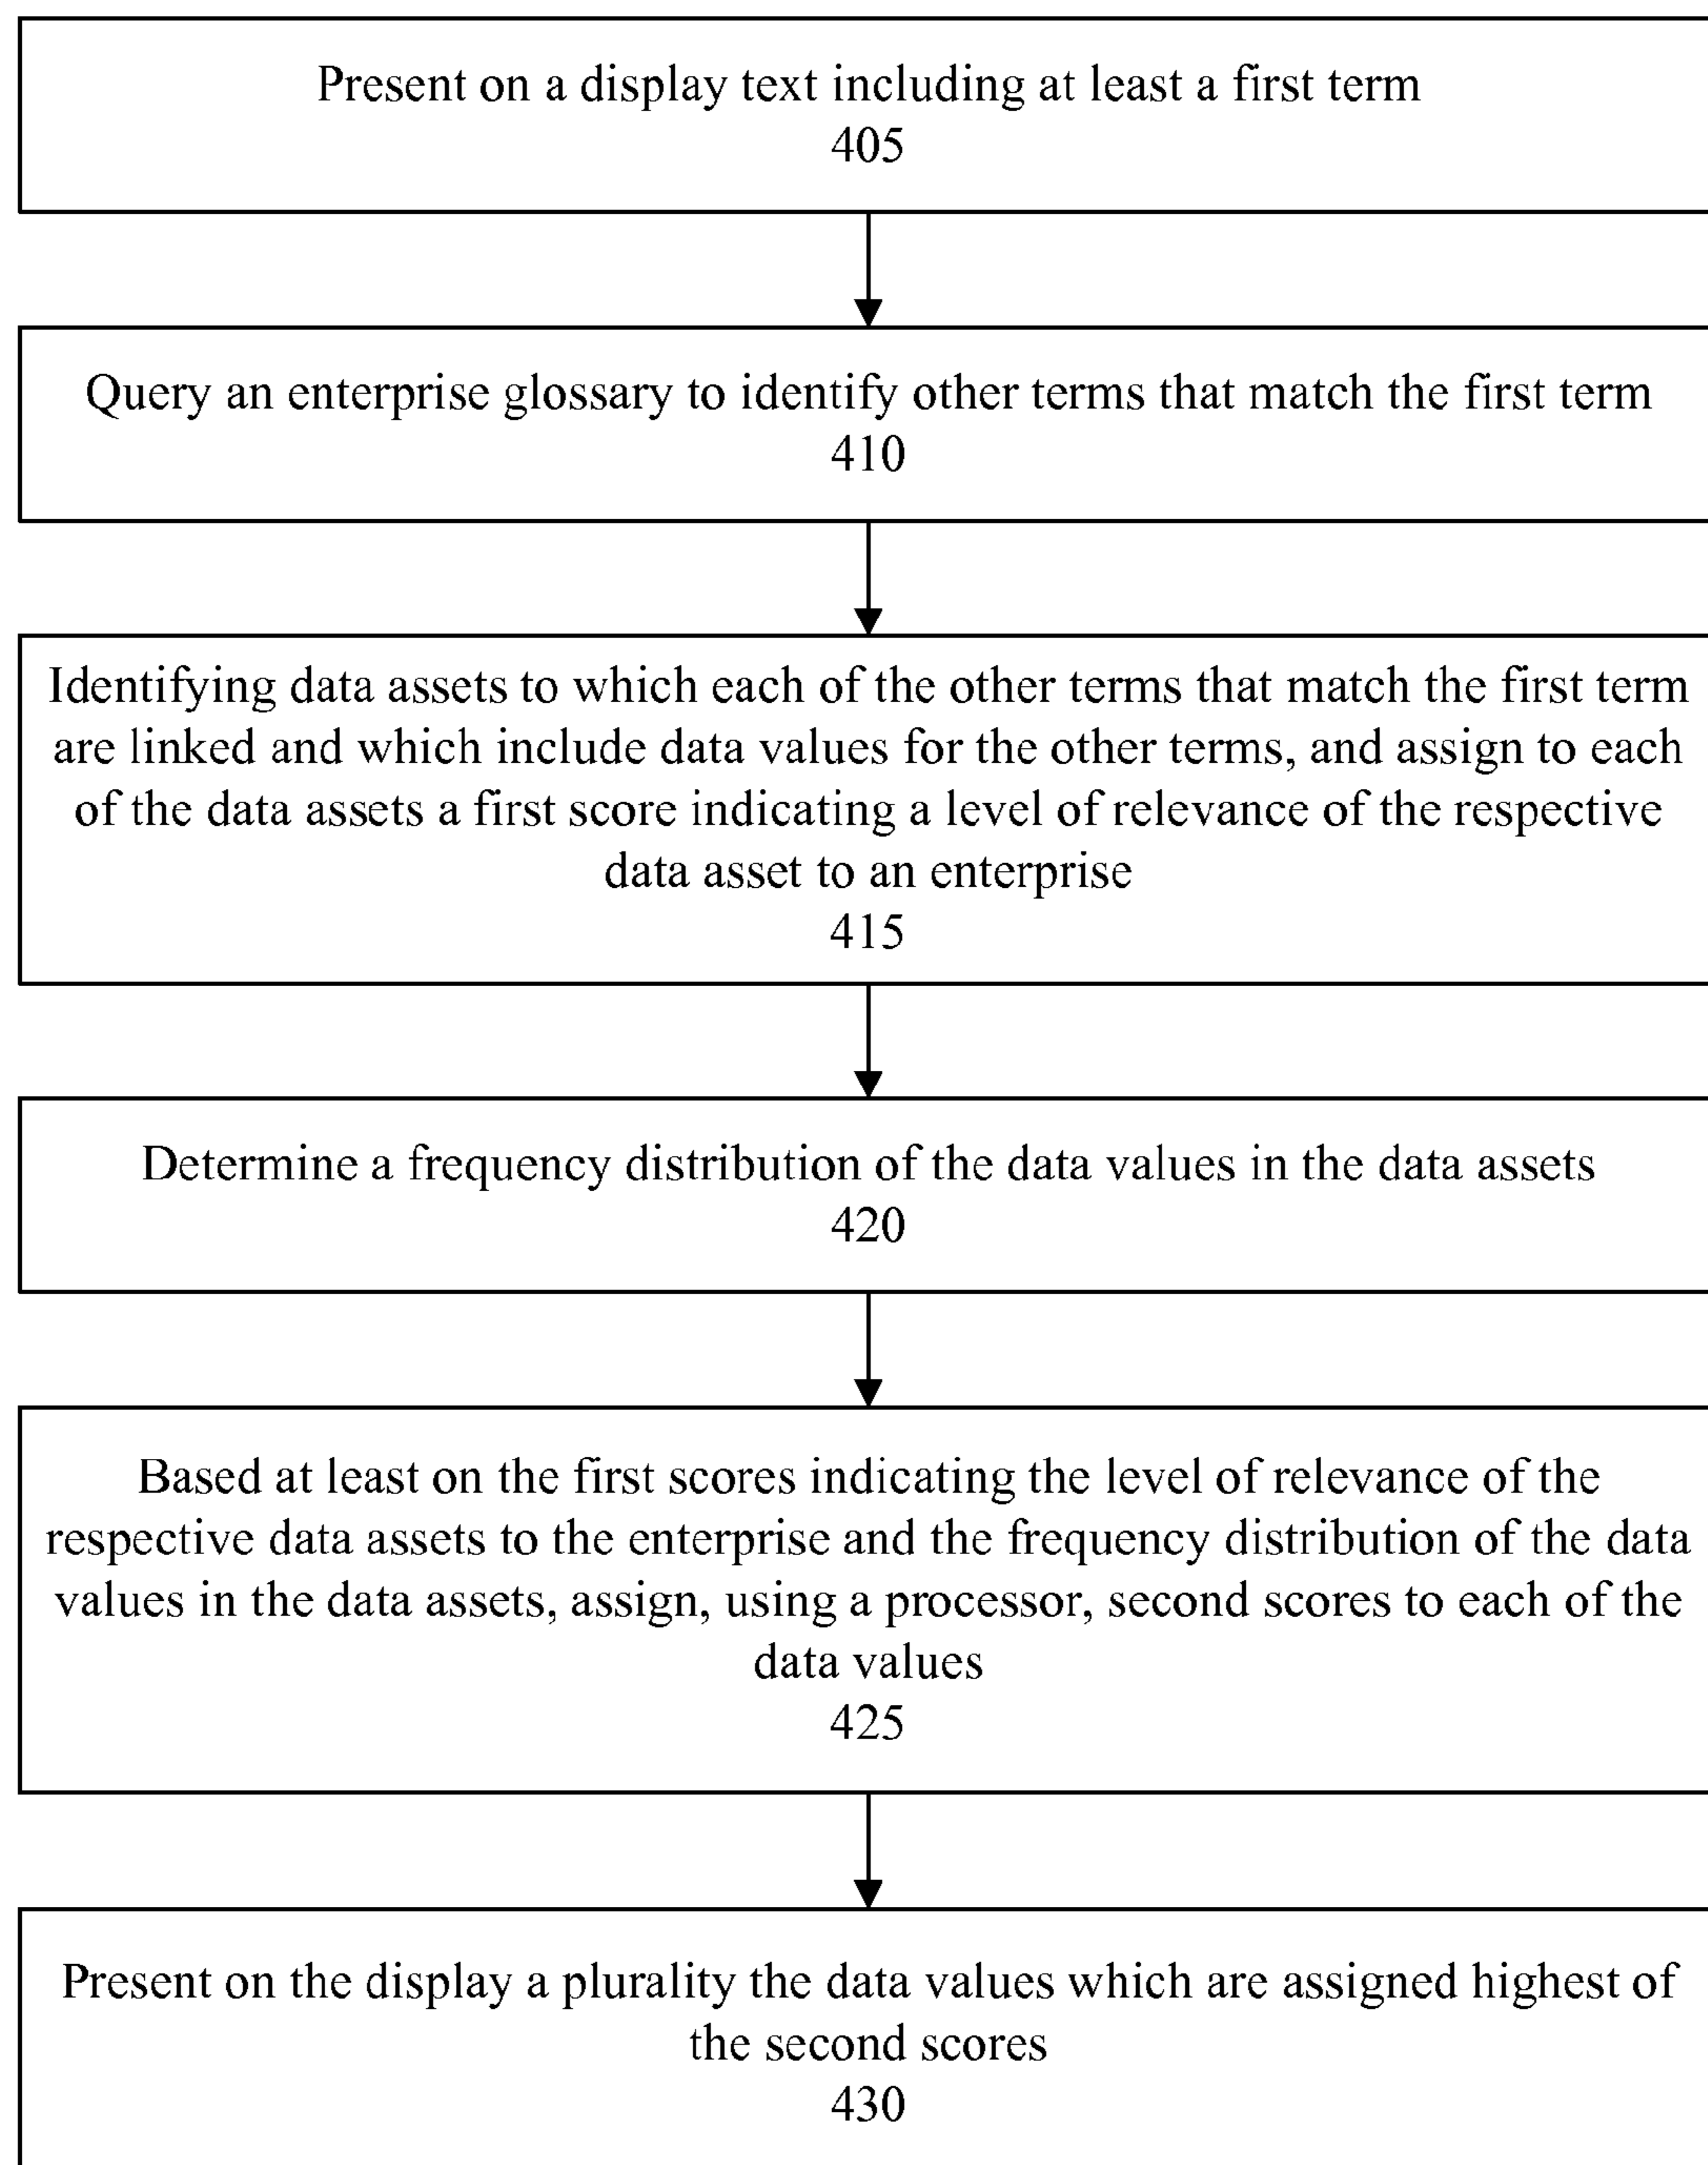 Present on a display text including at least a first term
405
Query an enterprise glossary to identify other terms that match the first term
410
Identifying data assets to which each of the other terms that match the first term
are linked and which include data values for the other terms, and assign to each
of the data assets a first score indicating a level of relevance of the respective
data asset to an enterprise
415
Determine a frequency distribution of the data values in the data assets
420
Based at least on the first scores indicating the level of relevance of the
respective data assets to the enterprise and the frequency distribution of the data
values in the data assets, assign, using a processor, second scores to each of the
data values
425
Present on the display a plurality the data values which are assigned highest of
the second scores
430